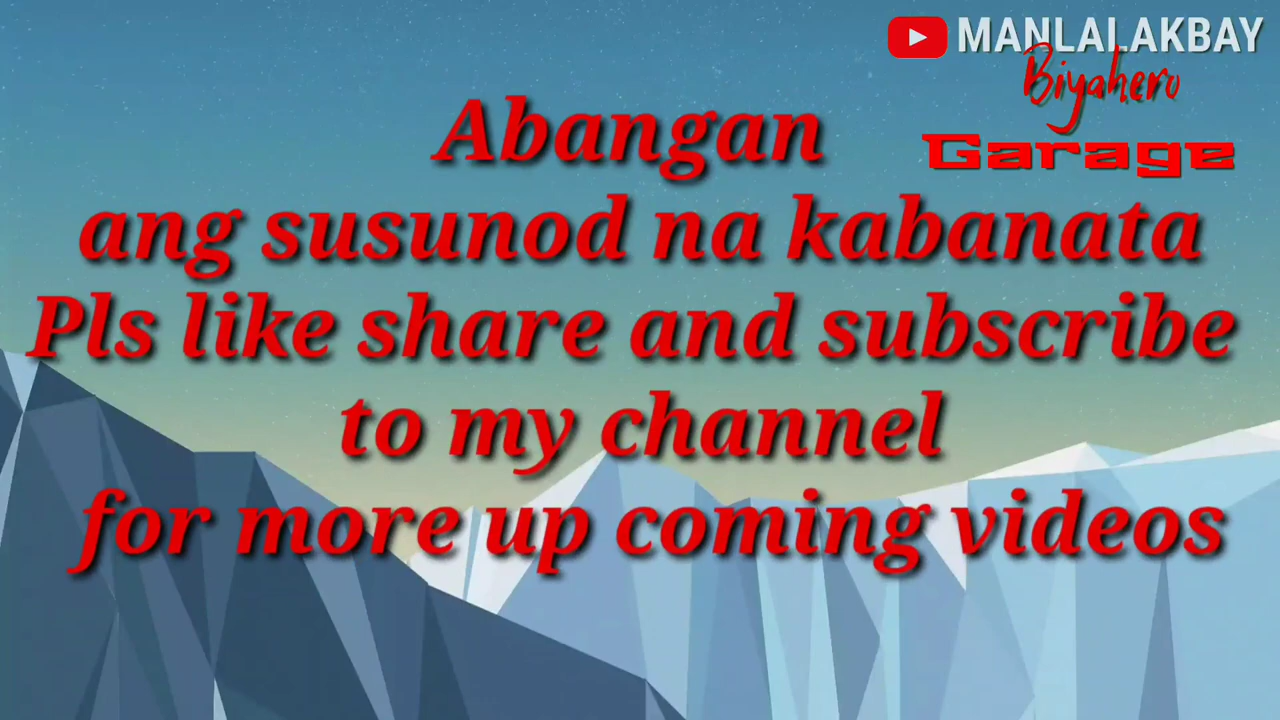 MANLALAKBAY
Biyahero
Garage
Abangan
ang susunod na kabanata
Pls like share and subscribe
to my channel
for more up coming videos